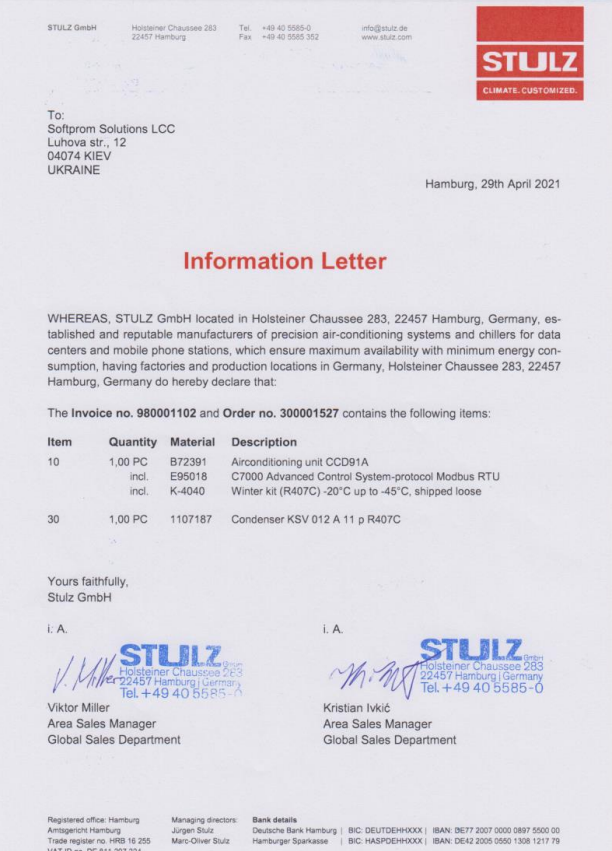 STULZ GmbH
Holsteiner Chaussee 283
22457 Hamburg
Tel. +49 40 5585-0
Fax +49 40 5585 352
info@stulz.de
www.stulz.com
STULZ
CLIMATE. CUSTOMIZED.
To:
Softprom Solutions LCC
Luhova str., 12
04074 KIEV
UKRAINE
Hamburg, 29th April 2021
Information Letter
WHEREAS, STULZ GmbH located in Holsteiner Chaussee 283, 22457 Hamburg, Germany, es-
tablished and reputable manufacturers of precision air-conditioning systems and chillers for data
centers and mobile phone stations, which ensure maximum availability with minimum energy con-
sumption, having factories and production locations in Germany, Holsteiner Chaussee 283, 22457
Hamburg, Germany do hereby declare that:
The Invoice no. 980001102 and Order no. 300001527 contains the following items:
Item Quantity Material Description
10 1,00 PC B72391 Airconditioning unit CCD91A
incl. E95018 C7000 Advanced Control System-protocol Modbus RTU
incl. K-4040 Winter kit (R407C) -20°C up to -45°C, shipped loose
30 1,00 PC 1107187 Condenser KSV 012 A 11 p R407C
Yours faithfully,
Stulz GmbH
i. A.
STULZ GmbH
Holsteiner Chaussee 283
22457 Hamburg | Germany
Tel. +49 40 5585-0
V. Miller
Viktor Miller
Area Sales Manager
Global Sales Department
i. A.
STULZ GmbH
Holsteiner Chaussee 283
22457 Hamburg | Germany
Tel. +49 40 5585-0
Kristian Ivkić
Area Sales Manager
Global Sales Department
Registered office: Hamburg
Amtsgericht Hamburg
Trade register no. HRB 16 255
Managing directors:
Jürgen Stulz
Marc-Oliver Stulz
Bank details
Deutsche Bank Hamburg | BIC: DEUTDEHHXXX | IBAN: DE77 2007 0000 0897 5500 00
Hamburger Sparkasse | BIC: HASPDEHHXXX | IBAN: DE42 2005 0550 1308 1217 79